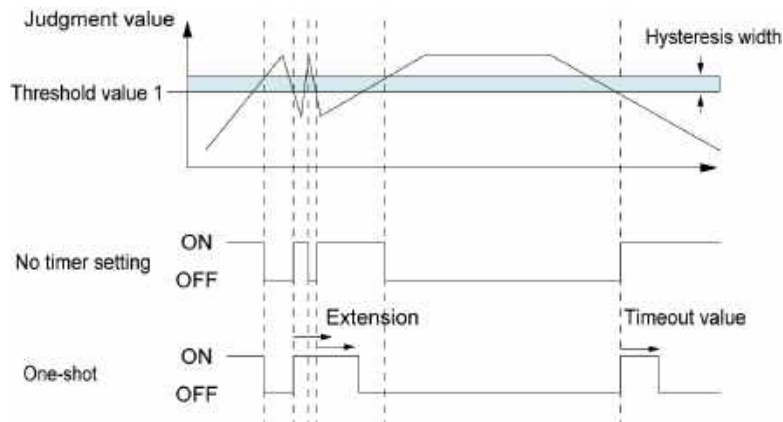 Judgment value
Hysteresis width
Threshold value 1
ON
No timer setting
OFF
Extension
Timeout value
ON
One-shot
OFF